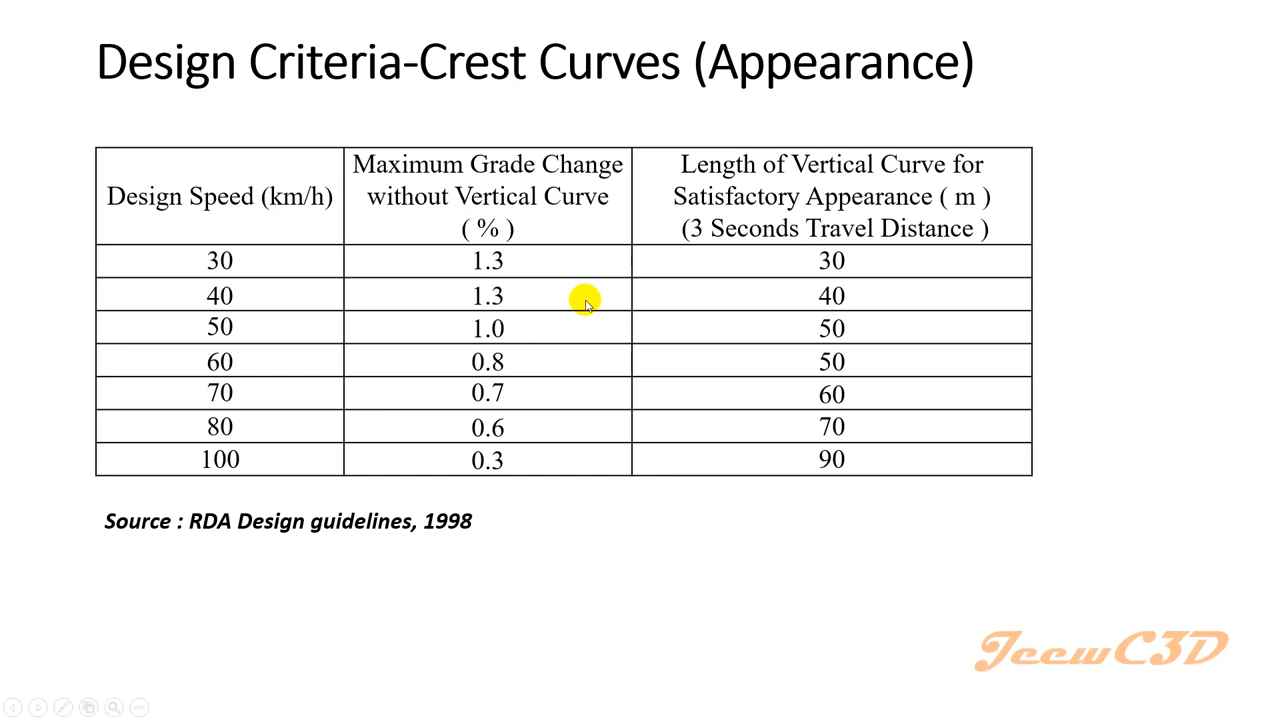 Design Criteria-Crest Curves (Appearance)
Design Speed (km/h)
Maximum Grade Change
without Vertical Curve
( % )
Length of Vertical Curve for
Satisfactory Appearance ( m )
(3 Seconds Travel Distance )
30 1.3 30
40 1.3 40
50 1.0 50
60 0.8 50
70 0.7 60
80 0.6 70
100 0.3 90
Source : RDA Design guidelines, 1998
JeewC3D